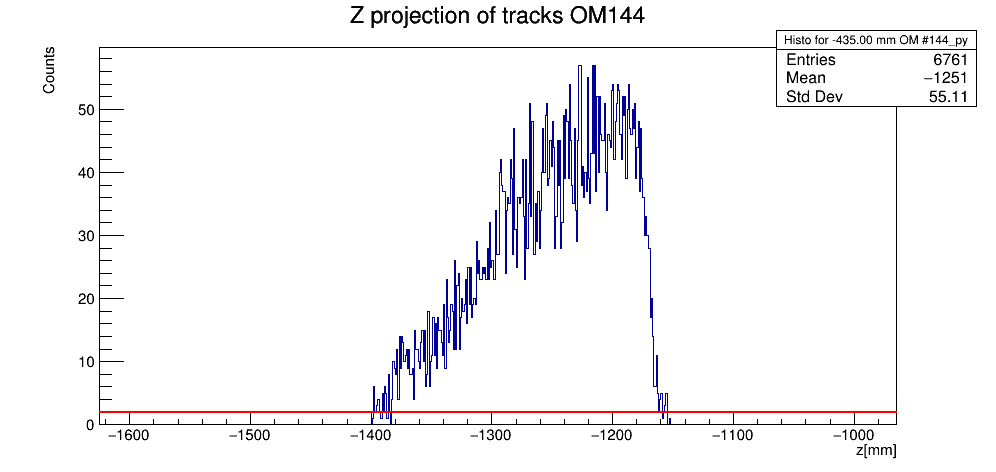 Z projection of tracks OM144
Histo for -435.00 mm OM #144_py
Entries 6761
Mean −1251
Std Dev 55.11
Counts
50
40
30
20
10
0
−1600 −1500 −1400 −1300 −1200 −1100 −1000
z[mm]